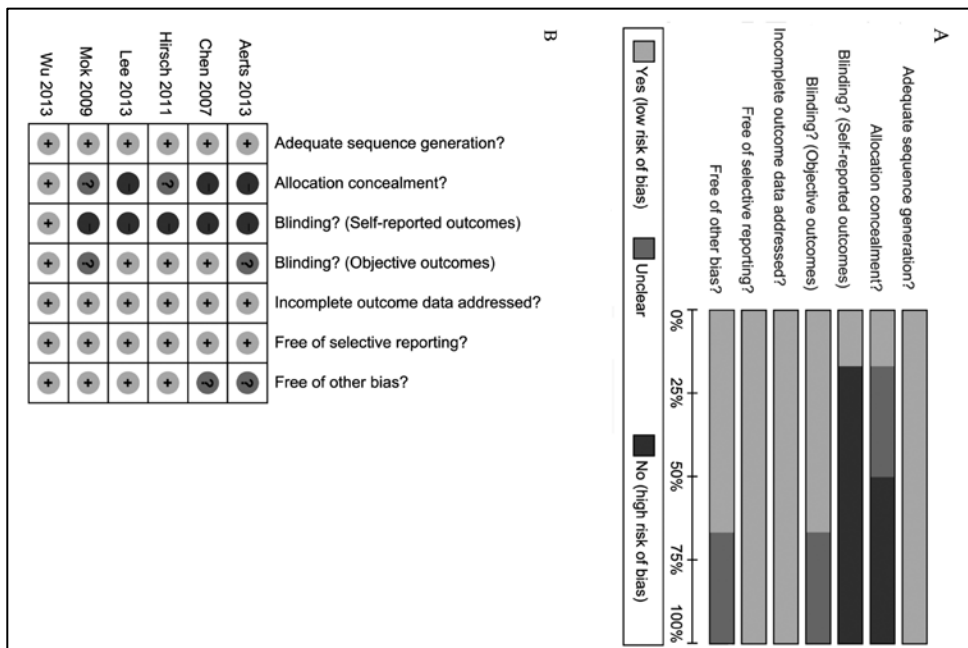 A
Adequate sequence generation?
Allocation concealment?
Blinding? (Self-reported outcomes)
Blinding? (Objective outcomes)
Incomplete outcome data addressed?
Free of selective reporting?
Free of other bias?
0% 25% 50% 75% 100%
Yes (low risk of bias) Unclear No (high risk of bias)
B
Adequate sequence generation?
Allocation concealment?
Blinding? (Self-reported outcomes)
Blinding? (Objective outcomes)
Incomplete outcome data addressed?
Free of selective reporting?
Free of other bias?
Aerts 2013 + – – ? + + ?
Chen 2007 + – – + + + ?
Hirsch 2011 + ? – + + + +
Lee 2013 + – – + + + +
Mok 2009 + ? – ? + + +
Wu 2013 + + + + + + +